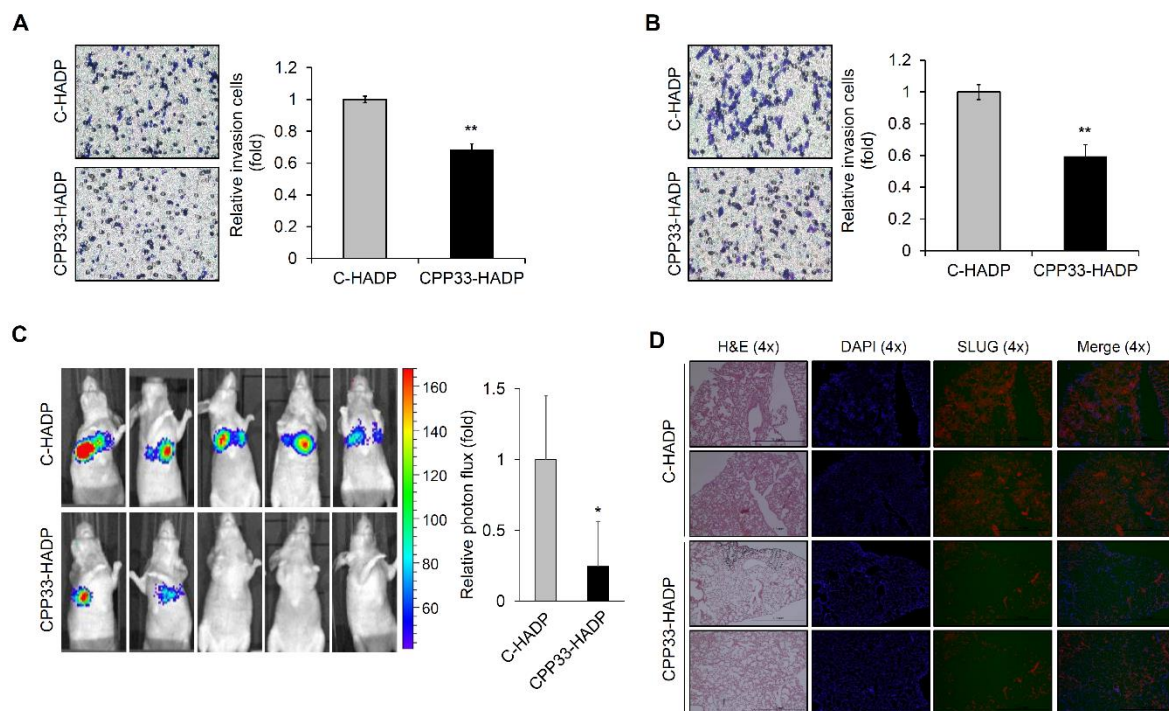 A
C-HADP
CPP33-HADP
Relative invasion cells
(fold)
1.2
1
0.8
0.6
0.4
0.2
0
**
C-HADP
CPP33-HADP
B
C-HADP
CPP33-HADP
Relative invasion cells
(fold)
1.2
1
0.8
0.6
0.4
0.2
0
**
C-HADP
CPP33-HADP
C
C-HADP
CPP33-HADP
160
140
120
100
80
60
Relative photon flux (fold)
1.5
1
0.5
0
*
C-HADP
CPP33-HADP
D
H&E (4x)
DAPI (4x)
SLUG (4x)
Merge (4x)
C-HADP
CPP33-HADP